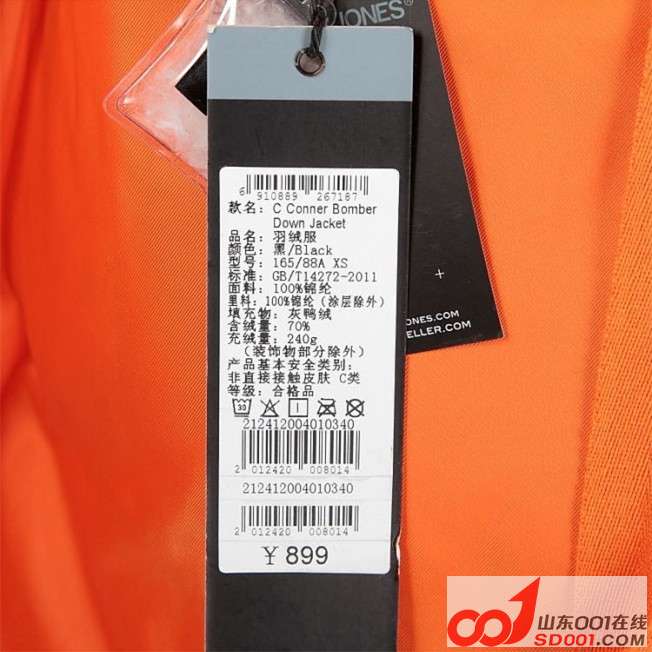 JONES®
6 910889 267187
款名: C Conner Bomber
Down Jacket
品名: 羽绒服
颜色: 黑/Black
型号: 165/88A XS
标准: GB/T14272-2011
面料: 100%锦纶
里料: 100%锦纶(涂层除外)
填充物: 灰鸭绒
含绒量: 70%
充绒量: 240g
(装饰物部分除外)
产品基本安全类别:
非直接接触皮肤 C类
等级: 合格品
30
212412004010340
2 012420 008014
212412004010340
2 012420 008014
¥ 899
JONES.COM
ELLER.COM
山东001在线
SD001.com